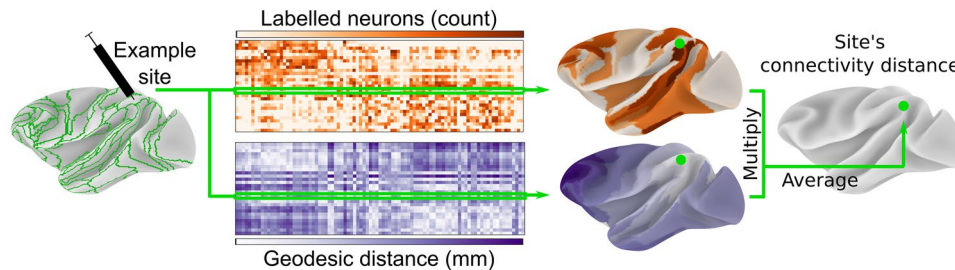 Labelled neurons (count)
Example
site
Geodesic distance (mm)
Multiply
Site's
connectivity distance
Average